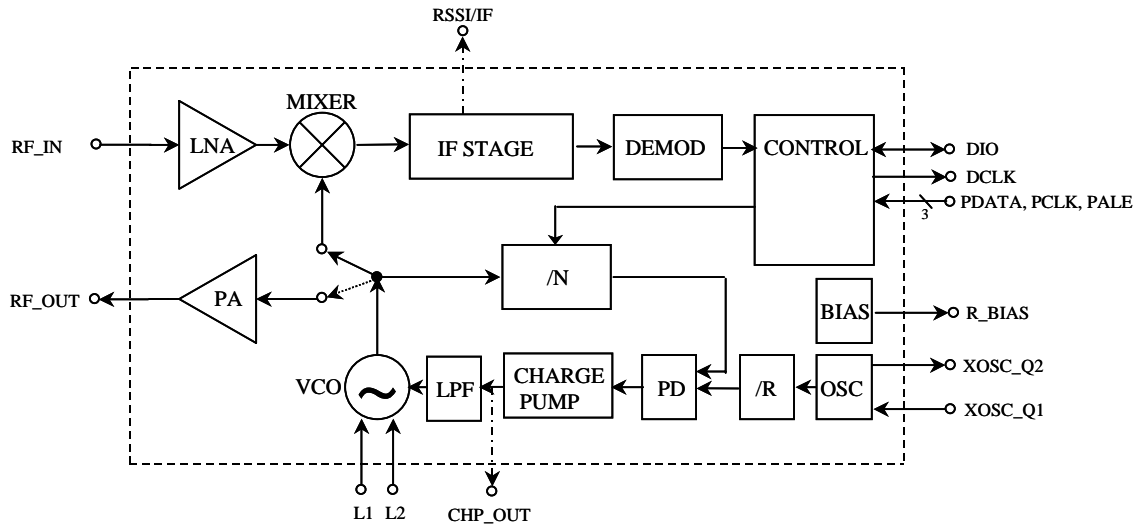 RSSI/IF
MIXER
RF_IN
LNA
IF STAGE
DEMOD
CONTROL
DIO
DCLK
PDATA, PCLK, PALE
3
/N
RF_OUT
PA
BIAS
R_BIAS
VCO
~
LPF
CHARGE
PUMP
PD
/R
OSC
XOSC_Q2
XOSC_Q1
L1
L2
CHP_OUT